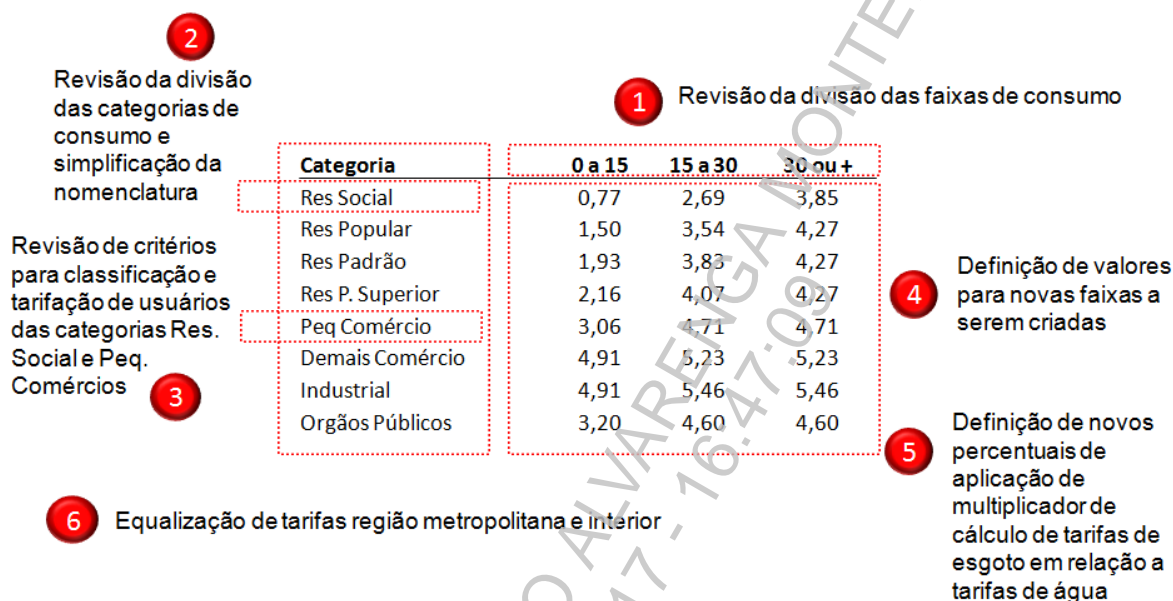 2
Revisão da divisão
das categorias de
consumo e
simplificação da
nomenclatura
1
Revisão da divisão das faixas de consumo
Categoria 0 a 15 15 a 30 30 ou +
Res Social 0,77 2,69 3,85
Res Popular 1,50 3,54 4,27
Res Padrão 1,93 3,83 4,27
Res P. Superior 2,16 4,07 4,27
Peq Comércio 3,06 4,71 4,71
Demais Comércio 4,91 5,23 5,23
Industrial 4,91 5,46 5,46
Orgãos Públicos 3,20 4,60 4,60
Revisão de critérios
para classificação e
tarifação de usuários
das categorias Res.
Social e Peq.
Comércios
3
4
Definição de valores
para novas faixas a
serem criadas
5
Definição de novos
percentuais de
aplicação de
multiplicador de
cálculo de tarifas de
esgoto em relação a
tarifas de água
6
Equalização de tarifas região metropolitana e interior
O ALVARENGA MONTE
17 - 16:47:09